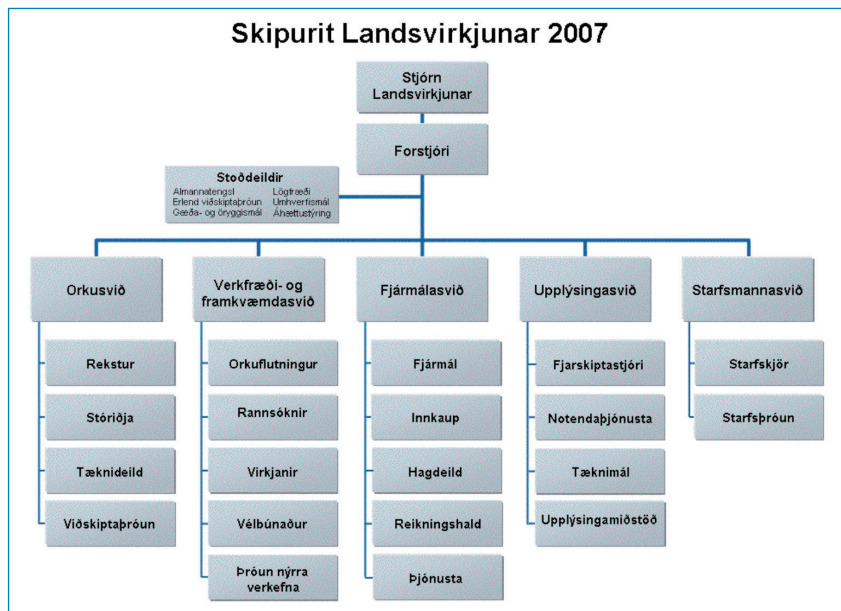 Skipurit Landsvirkjunar 2007
Stjórn
Landsvirkjunar
Forstjóri
Stoðdeildir
Almannatengsl
Lögfræði
Erlend viðskiptaþróun
Umhverfismál
Gæða- og öryggismál
Áhættustýring
Orkusvið
Verkfræði- og
framkvæmdasvið
Fjármálasvið
Upplýsingasvið
Starfsmannasvið
Rekstur
Stóriðja
Tæknideild
Viðskiptaþróun
Orkuflutningur
Rannsóknir
Virkjanir
Vélbúnaður
Þróun nýrra
verkefna
Fjármál
Innkaup
Hagdeild
Reikningshald
Þjónusta
Fjarskiptastjóri
Notendaþjónusta
Tæknimál
Upplýsingamiðstöð
Starfskjör
Starfsþróun